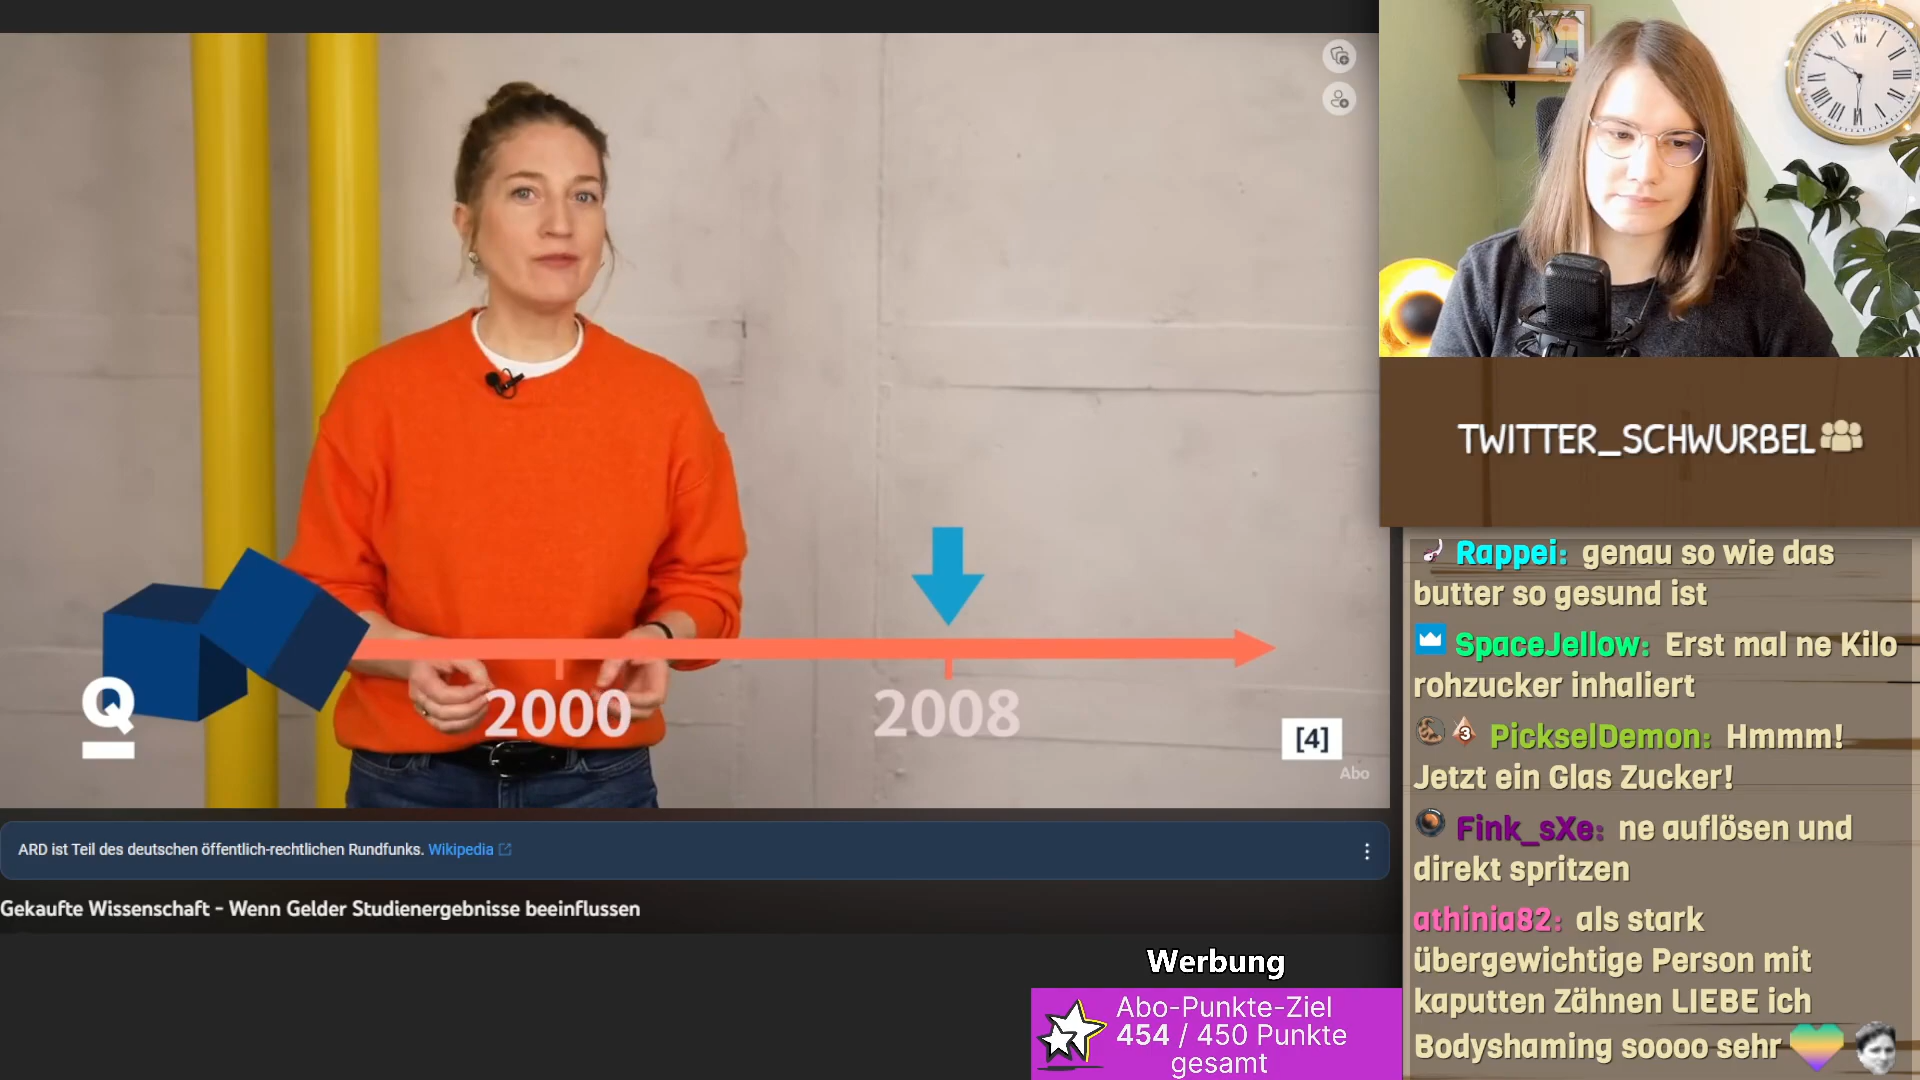 Q
2000
2008
[4]
Abo
ARD ist Teil des deutschen öffentlich-rechtlichen Rundfunks. Wikipedia
Gekaufte Wissenschaft - Wenn Gelder Studienergebnisse beeinflussen
Werbung
Abo-Punkte-Ziel
454 / 450 Punkte
gesamt
TWITTER_SCHWURBEL
Rappei: genau so wie das
butter so gesund ist
SpaceJellow: Erst mal ne Kilo
rohzucker inhaliert
3 PickselDemon: Hmmm!
Jetzt ein Glas Zucker!
Fink_sXe: ne auflösen und
direkt spritzen
athinia82: als stark
übergewichtige Person mit
kaputten Zähnen LIEBE ich
Bodyshaming soooo sehr